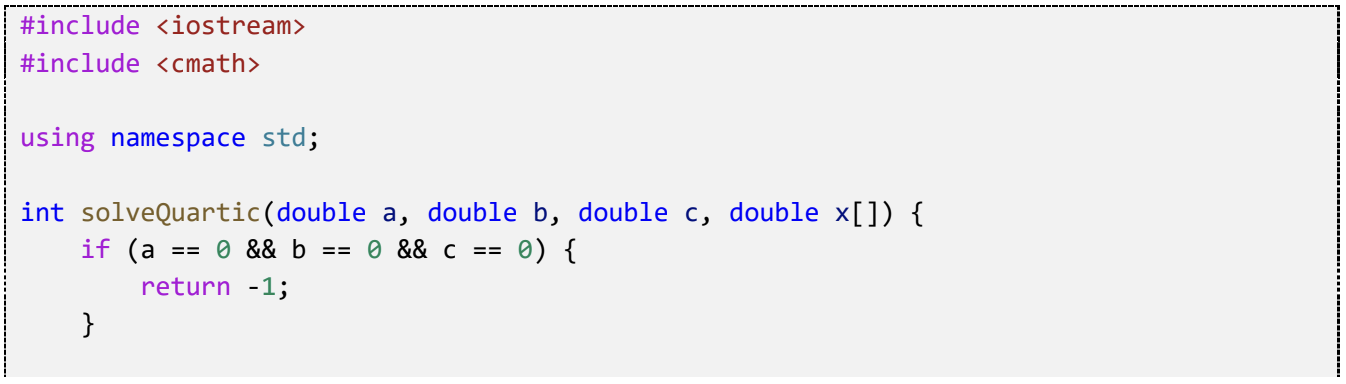 #include <iostream>
#include <cmath>
using namespace std;
int solveQuartic(double a, double b, double c, double x[]) {
    if (a == 0 && b == 0 && c == 0) {
        return -1;
    }